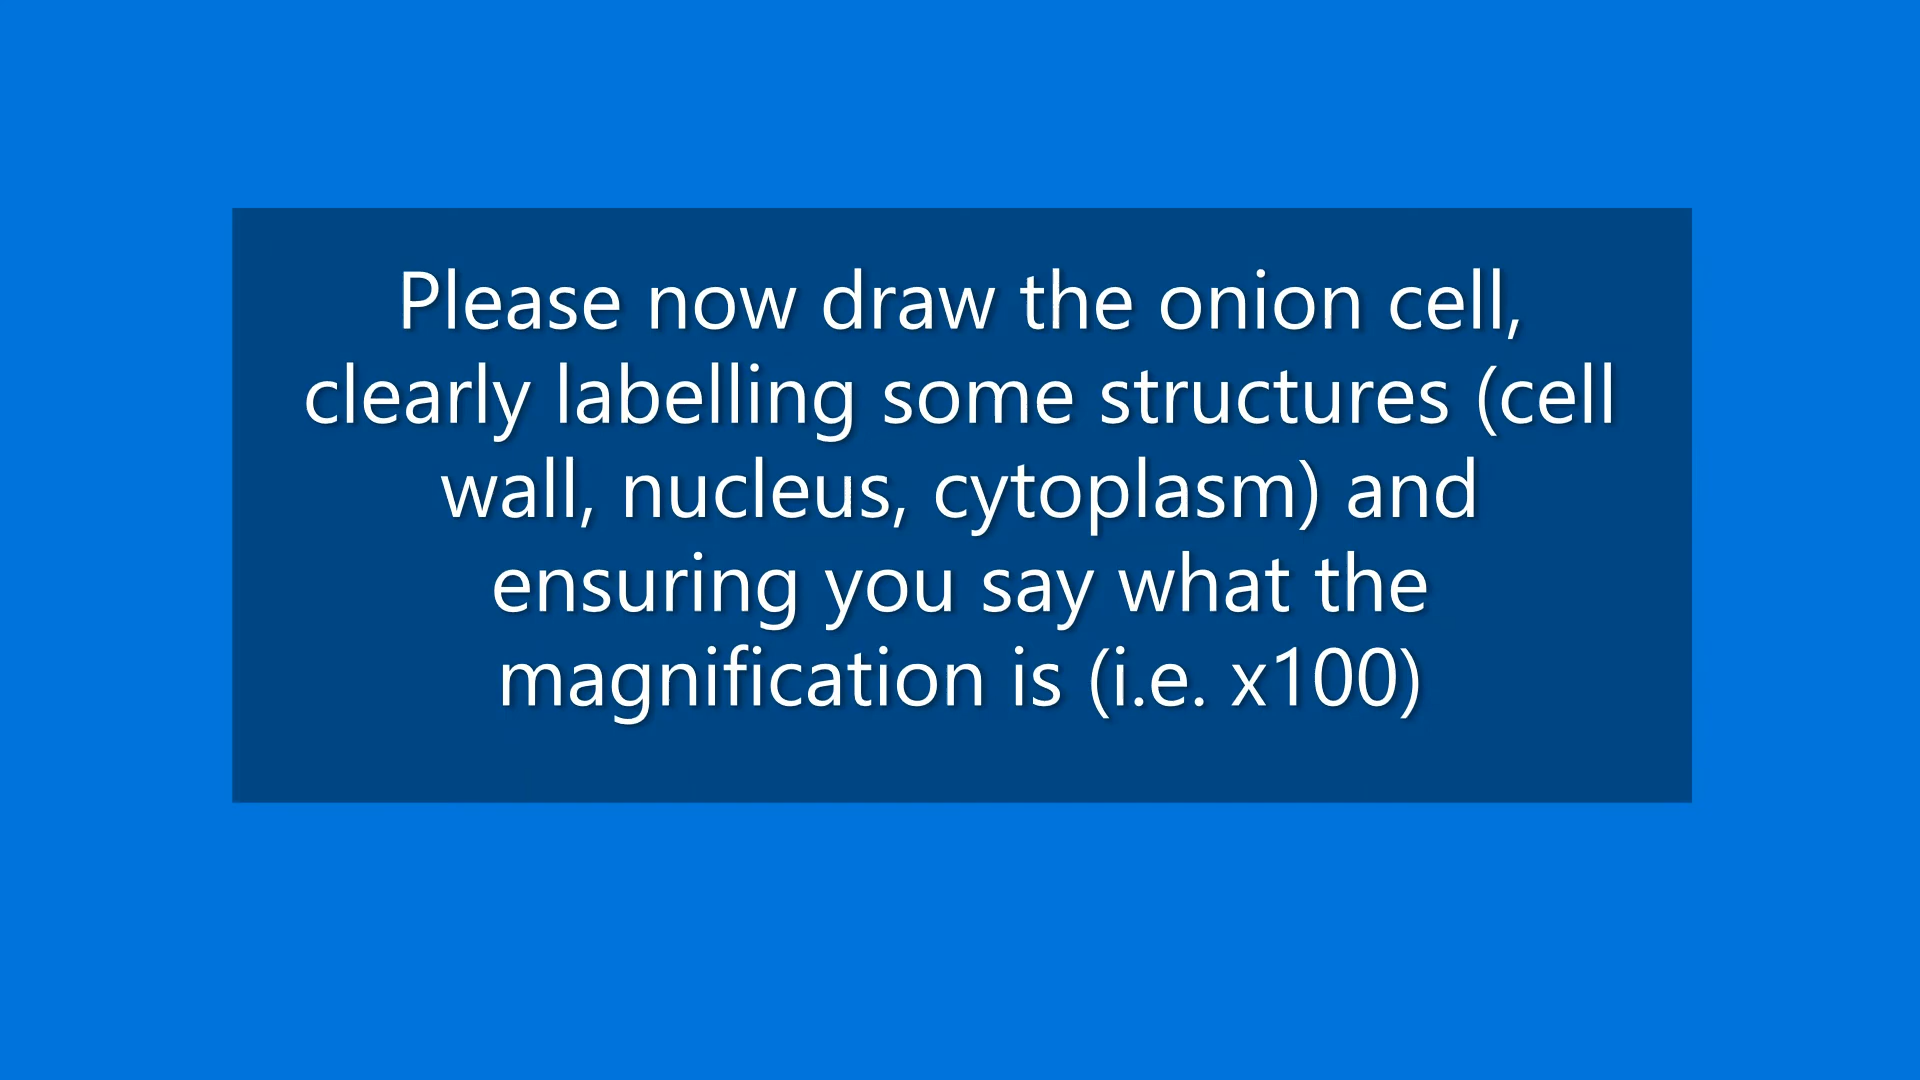 Please now draw the onion cell,
clearly labelling some structures (cell
wall, nucleus, cytoplasm) and
ensuring you say what the
magnification is (i.e. x100)